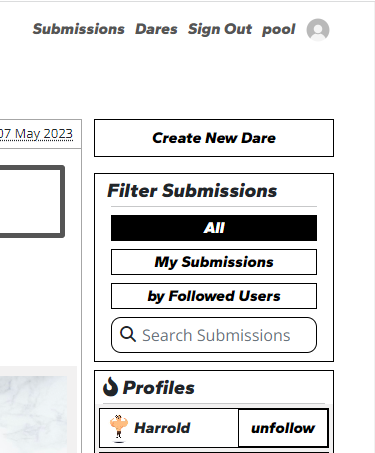 Submissions Dares Sign Out pool
07 May 2023
Create New Dare
Filter Submissions
All
My Submissions
by Followed Users
Search Submissions
Profiles
Harrold unfollow